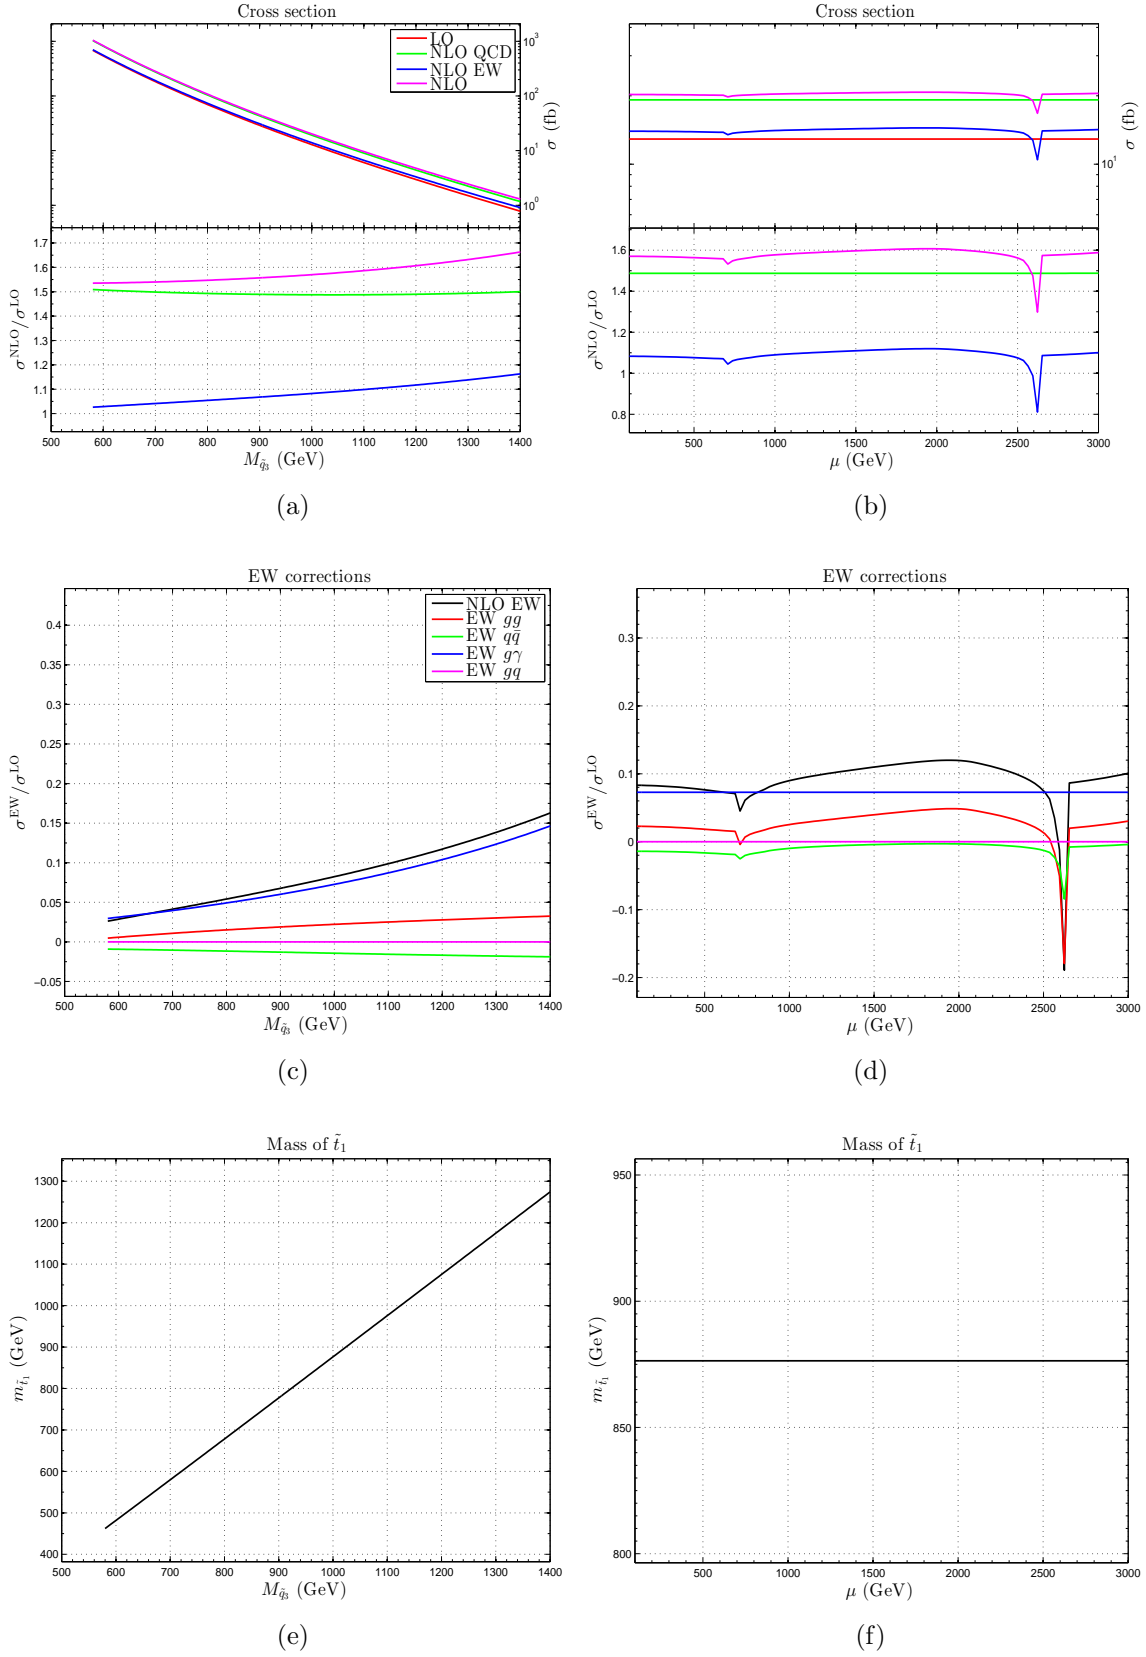 Cross section
LO
NLO QCD
NLO EW
NLO
10³
10²
10¹
10⁰
σ (fb)
1.7
1.6
1.5
1.4
1.3
1.2
1.1
1
σ^NLO/σ^LO
500 600 700 800 900 1000 1100 1200 1300 1400
M_q̃₃ (GeV)
(a)
Cross section
10¹
σ (fb)
1.6
1.4
1.2
1
0.8
σ^NLO/σ^LO
500 1000 1500 2000 2500 3000
μ (GeV)
(b)
EW corrections
NLO EW
EW gg
EW qq̄
EW gγ
EW gq
0.4
0.35
0.3
0.25
0.2
0.15
0.1
0.05
0
−0.05
σ^EW/σ^LO
500 600 700 800 900 1000 1100 1200 1300 1400
M_q̃₃ (GeV)
(c)
EW corrections
0.3
0.2
0.1
0
−0.1
−0.2
σ^EW/σ^LO
500 1000 1500 2000 2500 3000
μ (GeV)
(d)
Mass of t̃₁
1300
1200
1100
1000
900
800
700
600
500
400
m_t̃₁ (GeV)
500 600 700 800 900 1000 1100 1200 1300 1400
M_q̃₃ (GeV)
(e)
Mass of t̃₁
950
900
850
800
m_t̃₁ (GeV)
500 1000 1500 2000 2500 3000
μ (GeV)
(f)